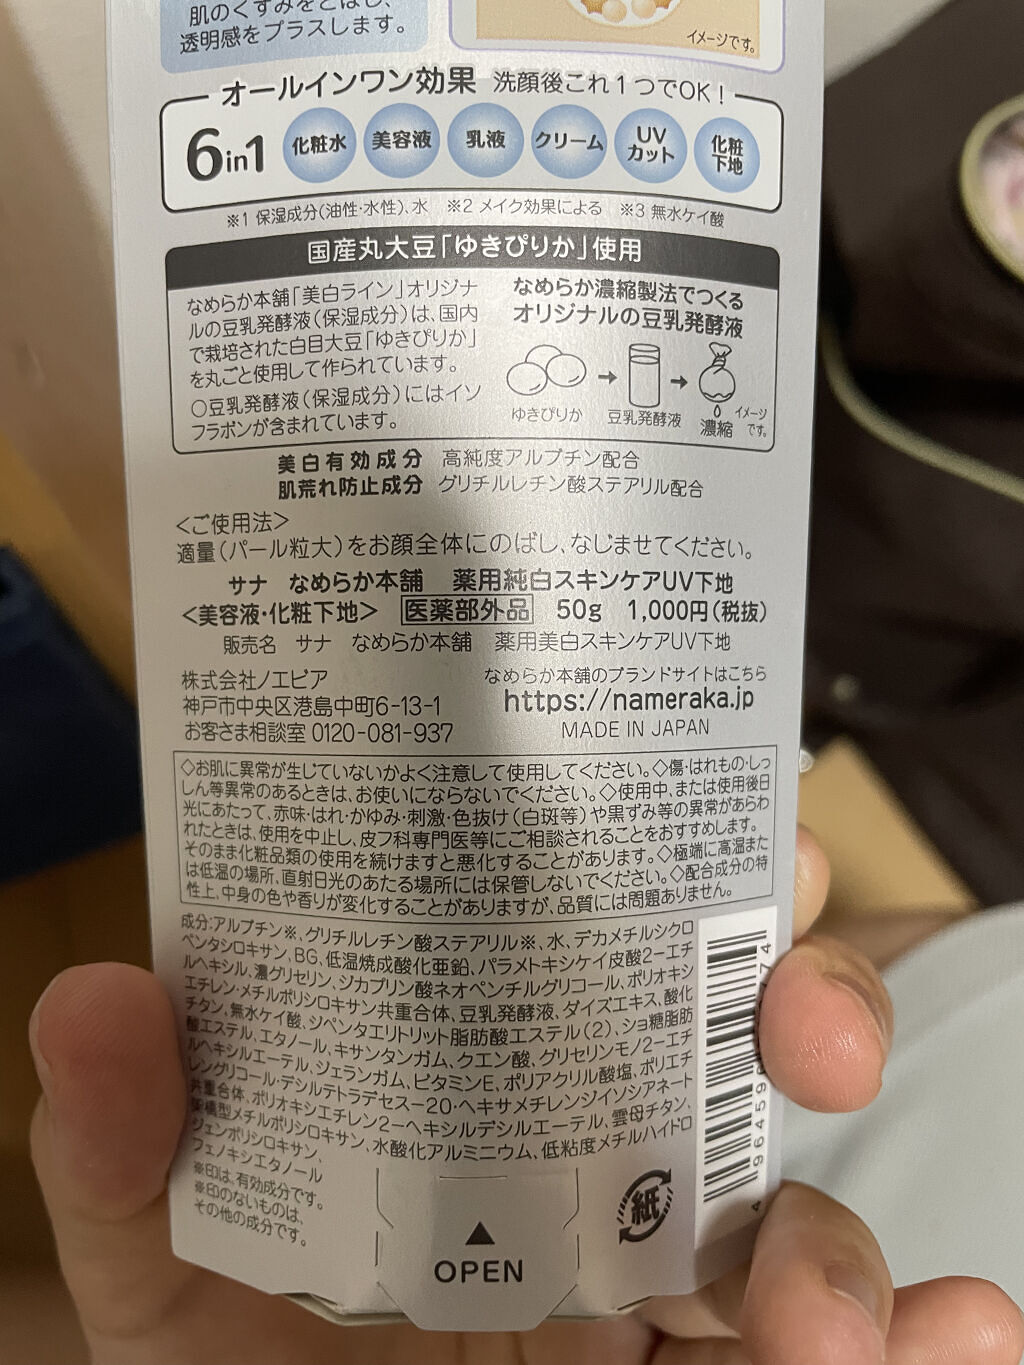 肌のくすみをとばし、
透明感をプラスします。
イメージです。
オールインワン効果 洗顔後これ1つでOK!
6in1 化粧水 美容液 乳液 クリーム UVカット 化粧下地
※1 保湿成分(油性・水性)、水 ※2 メイク効果による ※3 無水ケイ酸
国産丸大豆「ゆきぴりか」使用
なめらか本舗「美白ライン」オリジナ
ルの豆乳発酵液(保湿成分)は、国内
で栽培された白目大豆「ゆきぴりか」
を丸ごと使用して作られています。
○豆乳発酵液(保湿成分)にはイソ
フラボンが含まれています。
なめらか濃縮製法でつくる
オリジナルの豆乳発酵液
ゆきぴりか 豆乳発酵液 濃縮 イメージです。
美白有効成分 高純度アルブチン配合
肌荒れ防止成分 グリチルレチン酸ステアリル配合
<ご使用法>
適量(パール粒大)をお顔全体にのばし、なじませてください。
サナ なめらか本舗 薬用純白スキンケアUV下地
<美容液・化粧下地> 医薬部外品 50g 1,000円(税抜)
販売名 サナ なめらか本舗 薬用美白スキンケアUV下地
株式会社ノエビア
神戸市中央区港島中町6-13-1
お客さま相談室 0120-081-937
なめらか本舗のブランドサイトはこちら
https://nameraka.jp
MADE IN JAPAN
◇お肌に異常が生じていないかよく注意して使用してください。◇傷・はれもの・しっ
しん等異常のあるときは、お使いにならないでください。◇使用中、または使用後日
光にあたって、赤味・はれ・かゆみ・刺激・色抜け(白斑等)や黒ずみ等の異常があらわ
れたときは、使用を中止し、皮フ科専門医等にご相談されることをおすすめします。
そのまま化粧品類の使用を続けますと悪化することがあります。◇極端に高温また
は低温の場所、直射日光のあたる場所には保管しないでください。◇配合成分の特
性上、中身の色や香りが変化することがありますが、品質には問題ありません。
成分:アルブチン※、グリチルレチン酸ステアリル※、水、デカメチルシクロ
ペンタシロキサン、BG、低温焼成酸化亜鉛、パラメトキシケイ皮酸2-エチ
ルヘキシル、濃グリセリン、ジカプリン酸ネオペンチルグリコール、ポリオキシ
エチレン・メチルポリシロキサン共重合体、豆乳発酵液、ダイズエキス、酸化
チタン、無水ケイ酸、ジペンタエリトリット脂肪酸エステル(2)、ショ糖脂肪
酸エステル、エタノール、キサンタンガム、クエン酸、グリセリンモノ2-エチ
ルヘキシルエーテル、ジェランガム、ビタミンE、ポリアクリル酸塩、ポリエチ
レングリコール・デシルテトラデセス-20・ヘキサメチレンジイソシアネート
共重合体、ポリオキシエチレン2-ヘキシルデシルエーテル、雲母チタン、
架橋型メチルポリシロキサン、水酸化アルミニウム、低粘度メチルハイドロ
ジェンポリシロキサン、
フェノキシエタノール
※印は、有効成分です。
※印のないものは、
その他の成分です。
紙
OPEN